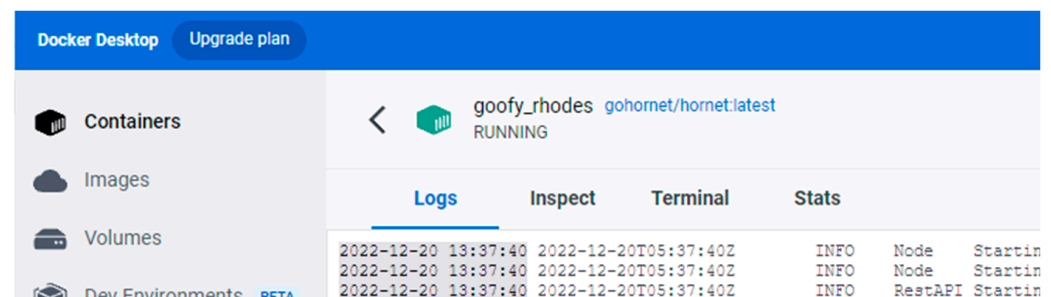 Docker Desktop Upgrade plan
Containers
Images
Volumes
Dev Environments BETA
goofy_rhodes gohornet/hornet:latest
RUNNING
Logs Inspect Terminal Stats
2022-12-20 13:37:40 2022-12-20T05:37:40Z INFO Node Startin
2022-12-20 13:37:40 2022-12-20T05:37:40Z INFO Node Startin
2022-12-20 13:37:40 2022-12-20T05:37:40Z INFO RestAPI Startin